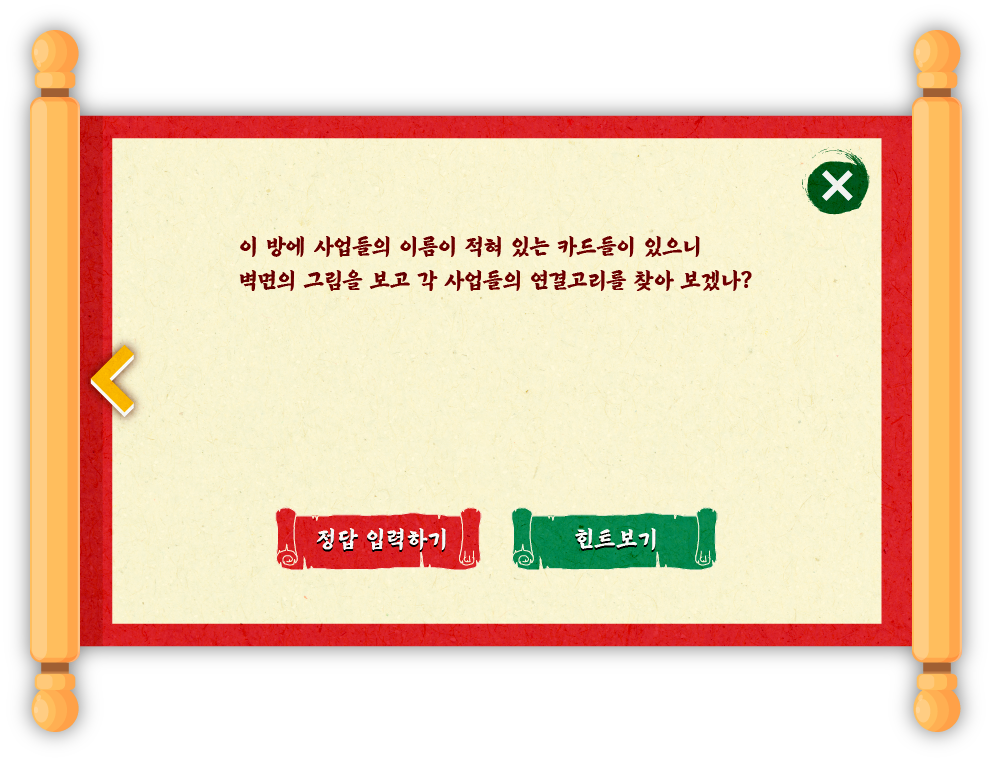 이 방에 사업들의 이름이 적혀 있는 카드들이 있으니
벽면의 그림을 보고 각 사업들의 연결고리를 찾아 보겠나?
정답 입력하기
힌트보기